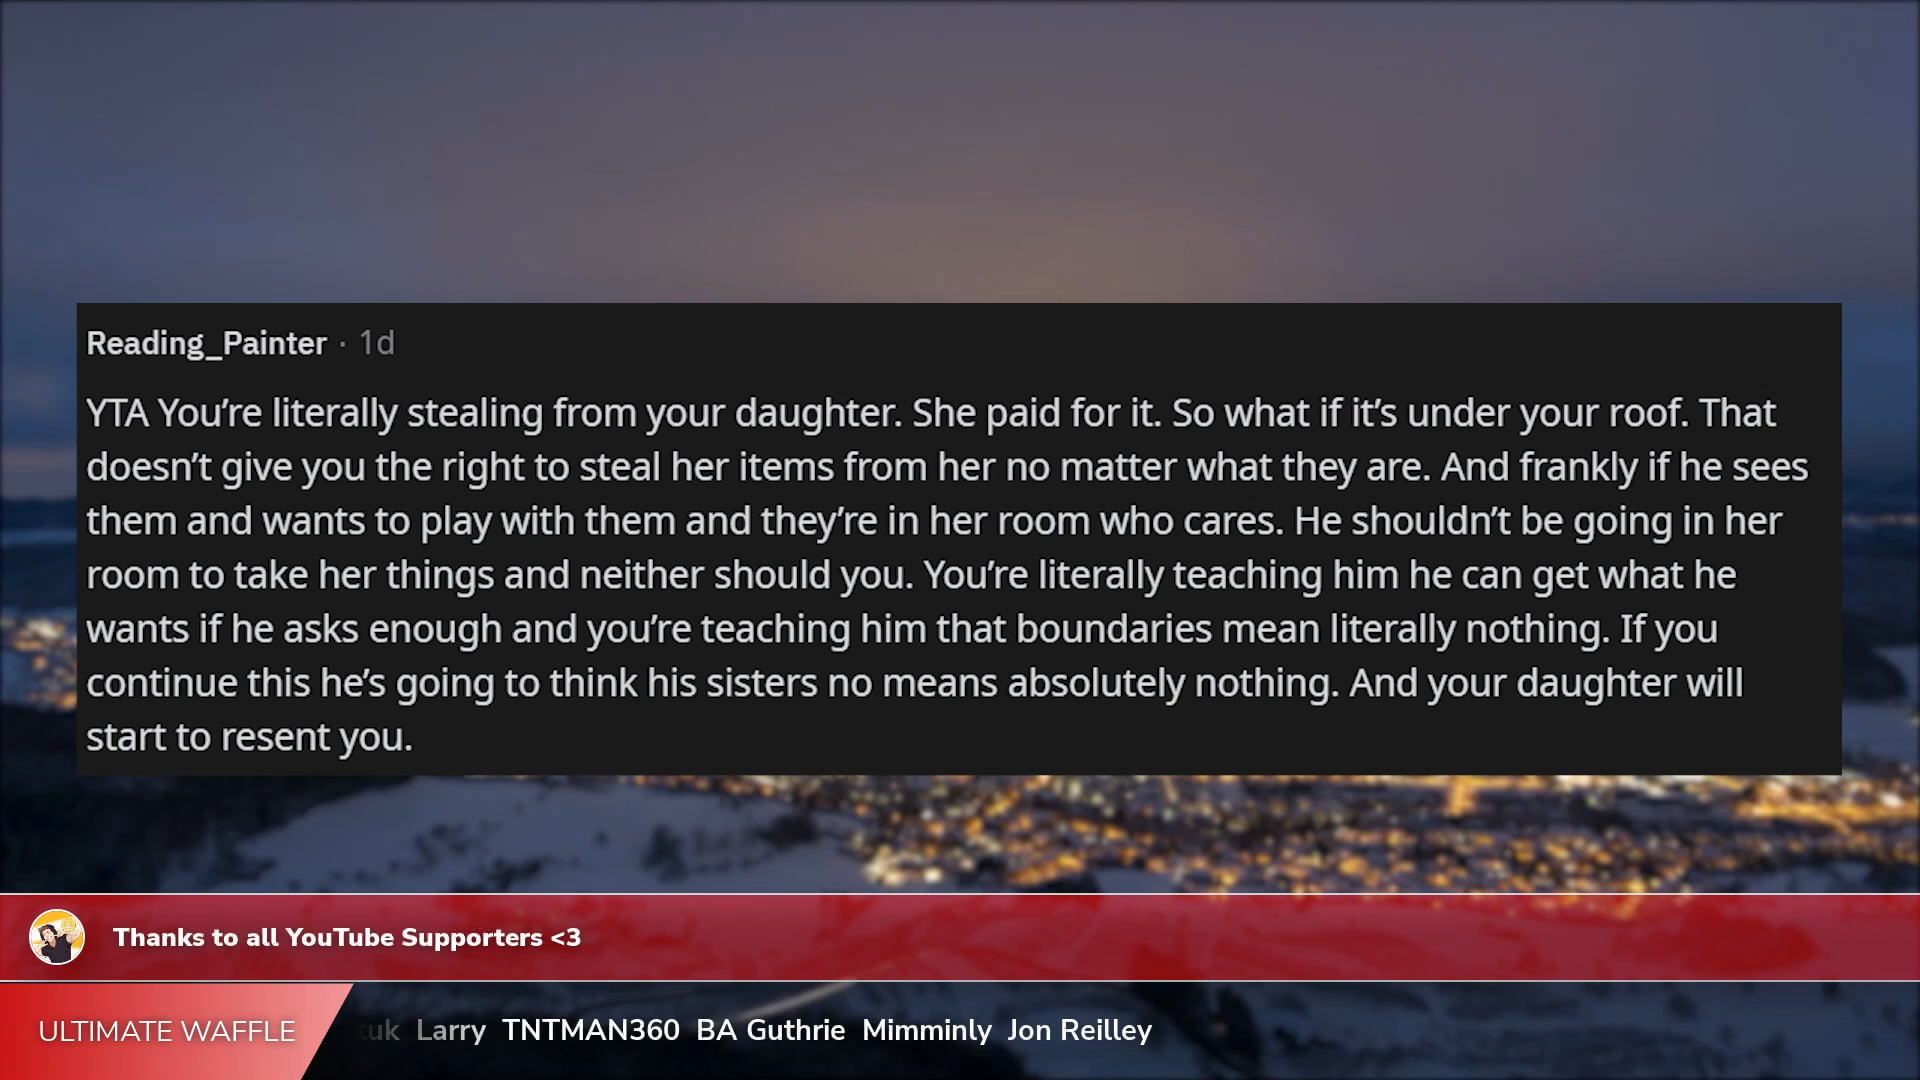 Reading_Painter · 1d
YTA You’re literally stealing from your daughter. She paid for it. So what if it’s under your roof. That
doesn’t give you the right to steal her items from her no matter what they are. And frankly if he sees
them and wants to play with them and they’re in her room who cares. He shouldn’t be going in her
room to take her things and neither should you. You’re literally teaching him he can get what he
wants if he asks enough and you’re teaching him that boundaries mean literally nothing. If you
continue this he’s going to think his sisters no means absolutely nothing. And your daughter will
start to resent you.
Thanks to all YouTube Supporters <3
ULTIMATE WAFFLE Larry TNTMAN360 BA Guthrie Mimminly Jon Reilley